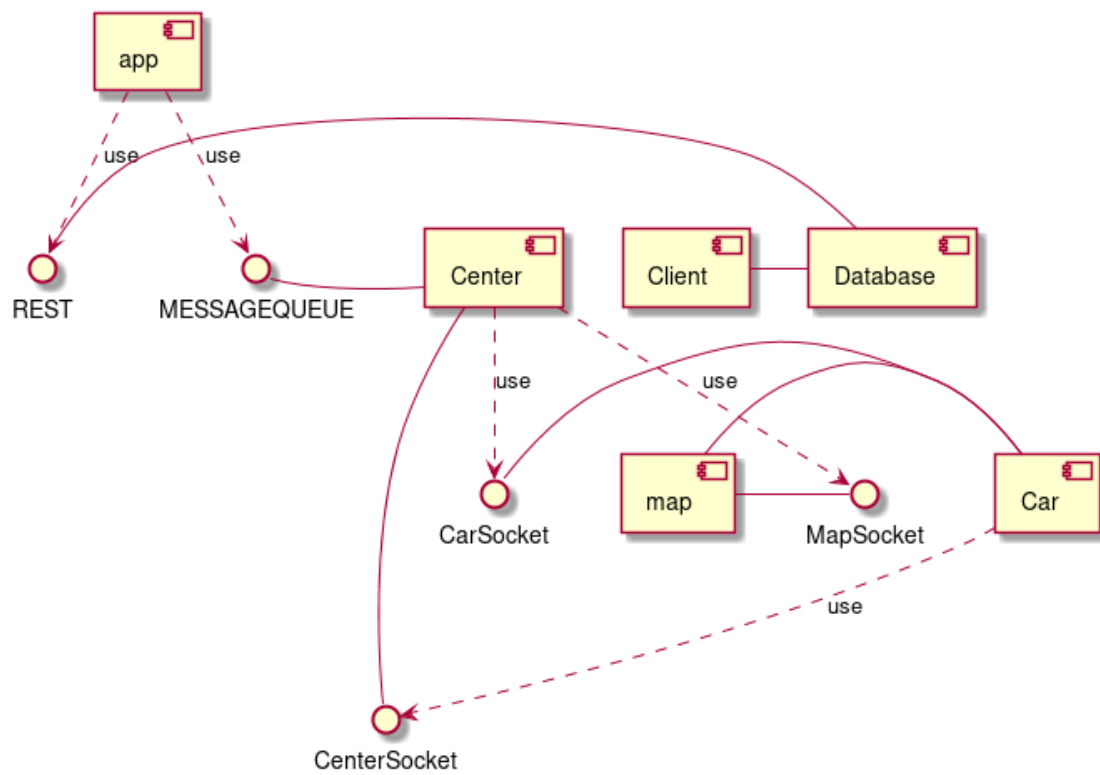 app
use
use
REST
MESSAGEQUEUE
Center
Client
Database
use
use
CarSocket
map
MapSocket
Car
use
CenterSocket